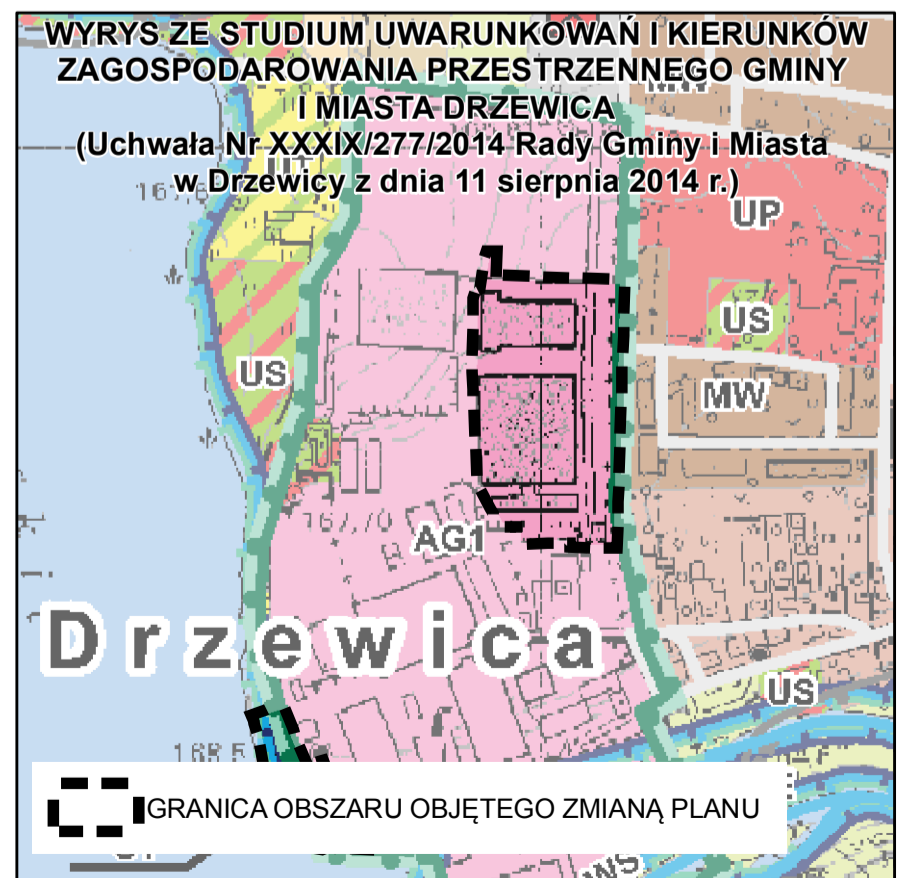 WYRYS ZE STUDIUM UWARUNKOWAŃ I KIERUNKÓW
ZAGOSPODAROWANIA PRZESTRZENNEGO GMINY
I MIASTA DRZEWICA
(Uchwała Nr XXXIX/277/2014 Rady Gminy i Miasta
w Drzewicy z dnia 11 sierpnia 2014 r.)
UP
US
US
MW
AG1
Drzewica
US
GRANICA OBSZARU OBJĘTEGO ZMIANĄ PLANU
WS